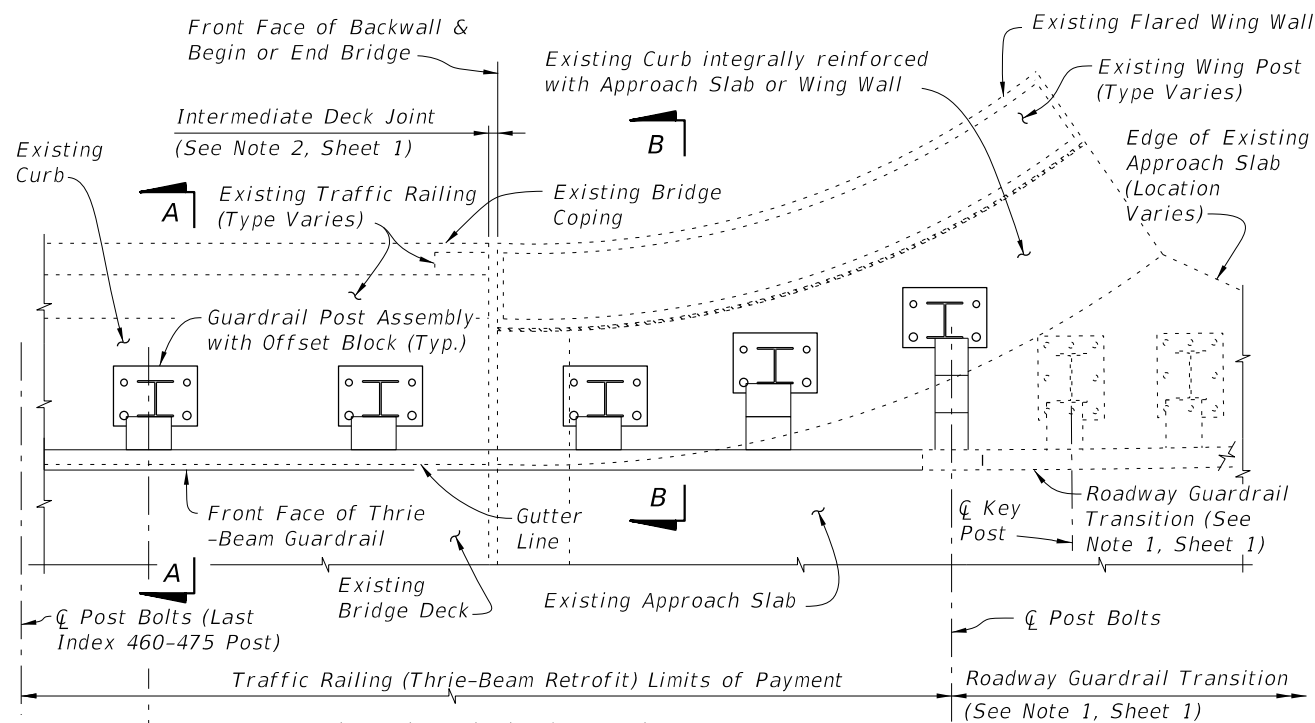 Front Face of Backwall &
Begin or End Bridge
Existing Flared Wing Wall
Existing Curb integrally reinforced
with Approach Slab or Wing Wall
Existing Wing Post
(Type Varies)
Intermediate Deck Joint
(See Note 2, Sheet 1)
B
Edge of Existing
Approach Slab
(Location
Varies)
Existing
Curb
A
Existing Traffic Railing
(Type Varies)
Existing Bridge
Coping
Guardrail Post Assembly
with Offset Block (Typ.)
B
Front Face of Thrie
-Beam Guardrail
Gutter
Line
℄ Key
Post
Roadway Guardrail
Transition (See
Note 1, Sheet 1)
A
Existing
Bridge Deck
Existing Approach Slab
℄ Post Bolts (Last
Index 460-475 Post)
℄ Post Bolts
Traffic Railing (Thrie-Beam Retrofit) Limits of Payment
Roadway Guardrail Transition
(See Note 1, Sheet 1)